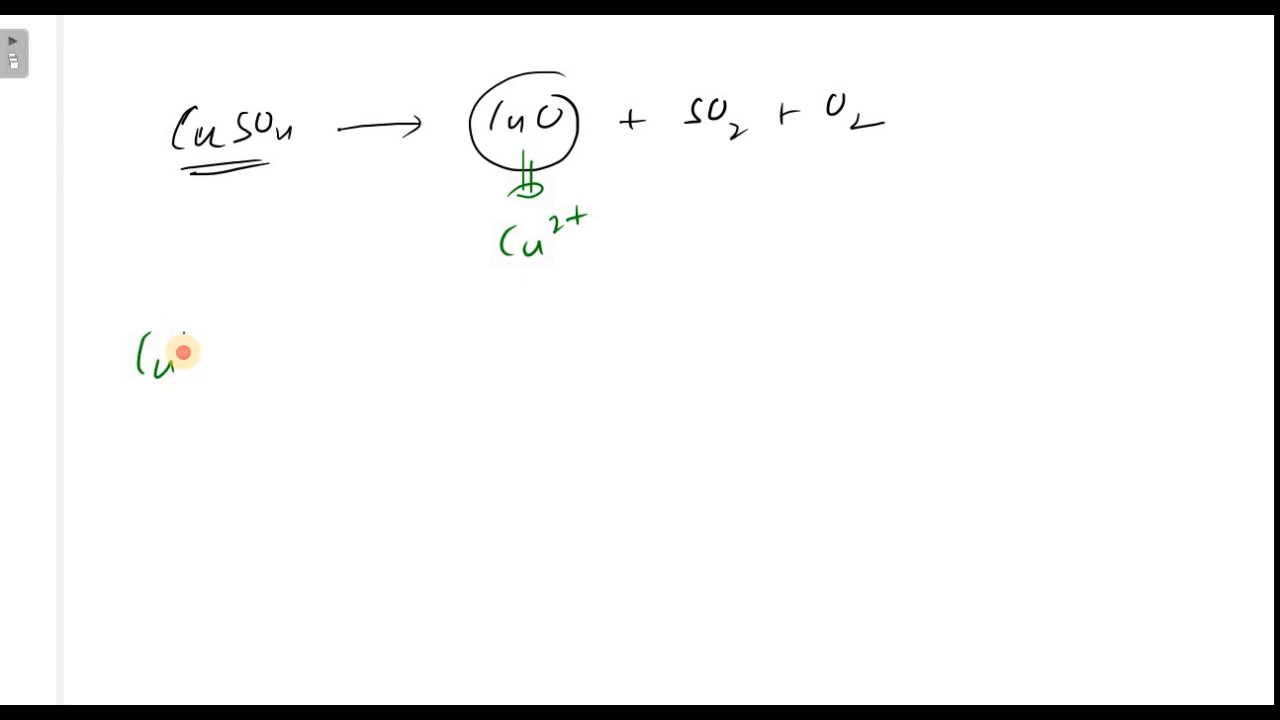 CuSO₄ → CuO + SO₂ + O₂
Cu²⁺
Cu